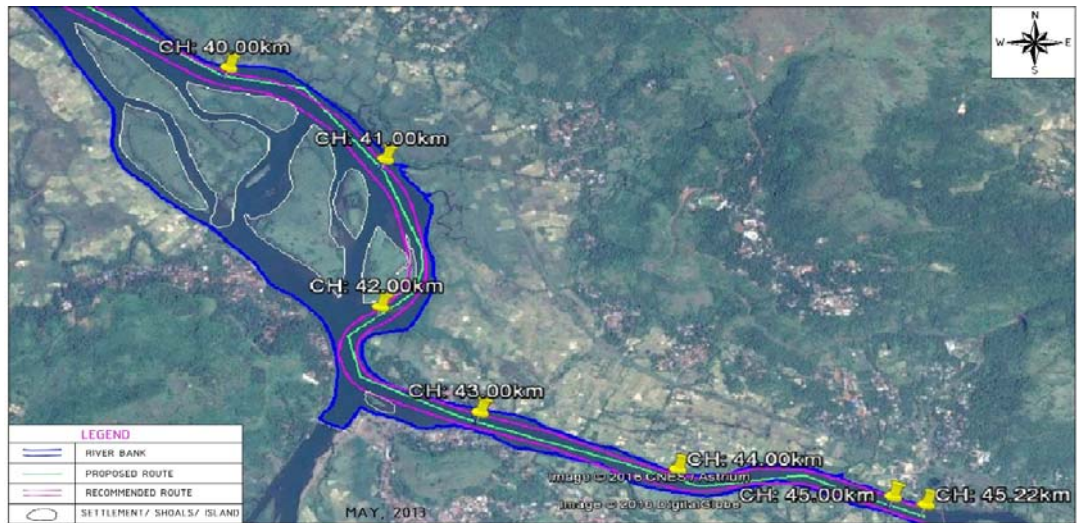 N
W E
S
CH: 40.00km
CH: 41.00km
CH: 42.00km
CH: 43.00km
CH: 44.00km
CH: 45.00km
CH: 45.22km
Image © 2016 CNES / Astrium
Image © 2016 DigitalGlobe
MAY, 2013
LEGEND
RIVER BANK
PROPOSED ROUTE
RECOMMENDED ROUTE
SETTLEMENT/ SHOALS/ ISLAND